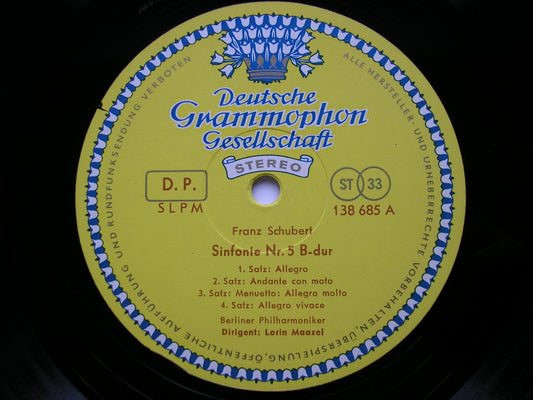 Deutsche
Grammophon
Gesellschaft
STEREO
D. P.
SLPM
ST 33
138 685 A
Franz Schubert
Sinfonie Nr. 5 B-dur
1. Satz: Allegro
2. Satz: Andante con moto
3. Satz: Menuetto: Allegro molto
4. Satz: Allegro vivace
Berliner Philharmoniker
Dirigent: Lorin Maazel
ALLE HERSTELLER- UND URHEBERRECHTE VORBEHALTEN, ÜBERSPIELUNG, ÖFFENTLICHE AUFFÜHRUNG UND RUNDFUNKSENDUNG VERBOTEN